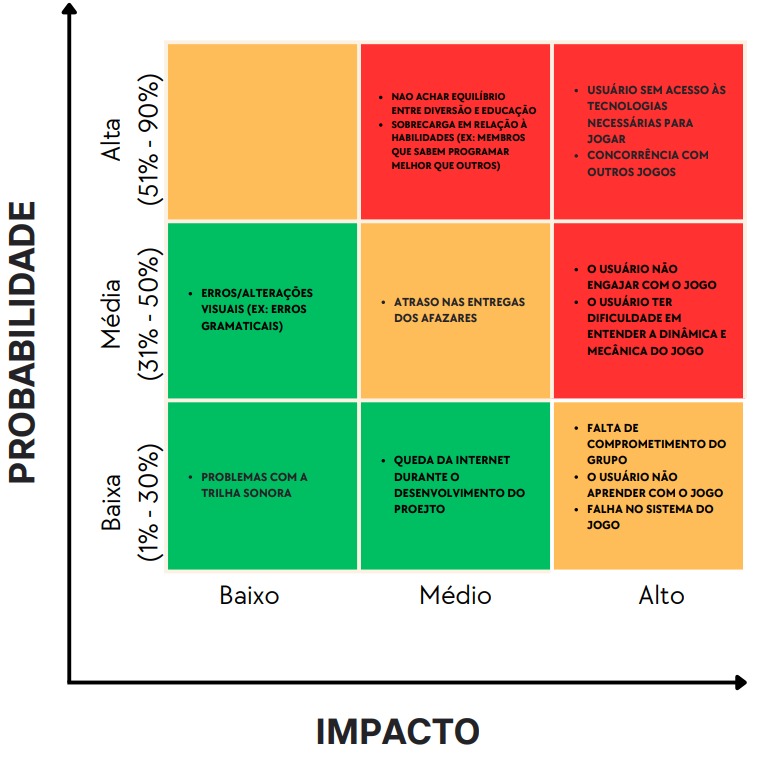 PROBABILIDADE
Alta
(51% - 90%)
• NAO ACHAR EQUILÍBRIO
ENTRE DIVERSÃO E EDUCAÇÃO
• SOBRECARGA EM RELAÇÃO À
HABILIDADES (EX: MEMBROS
QUE SABEM PROGRAMAR
MELHOR QUE OUTROS)
• USUÁRIO SEM ACESSO ÀS
TECNOLOGIAS
NECESSÁRIAS PARA
JOGAR
• CONCORRÊNCIA COM
OUTROS JOGOS
Média
(31% - 50%)
• ERROS/ALTERAÇÕES
VISUAIS (EX: ERROS
GRAMATICAIS)
• ATRASO NAS ENTREGAS
DOS AFAZARES
• O USUÁRIO NÃO
ENGAJAR COM O JOGO
• O USUÁRIO TER
DIFICULDADE EM
ENTENDER A DINÂMICA E
MECÂNICA DO JOGO
Baixa
(1% - 30%)
• PROBLEMAS COM A
TRILHA SONORA
• QUEDA DA INTERNET
DURANTE O
DESENVOLVIMENTO DO
PROEJTO
• FALTA DE
COMPROMETIMENTO DO
GRUPO
• O USUÁRIO NÃO
APRENDER COM O JOGO
• FALHA NO SISTEMA DO
JOGO
Baixo
Médio
Alto
IMPACTO